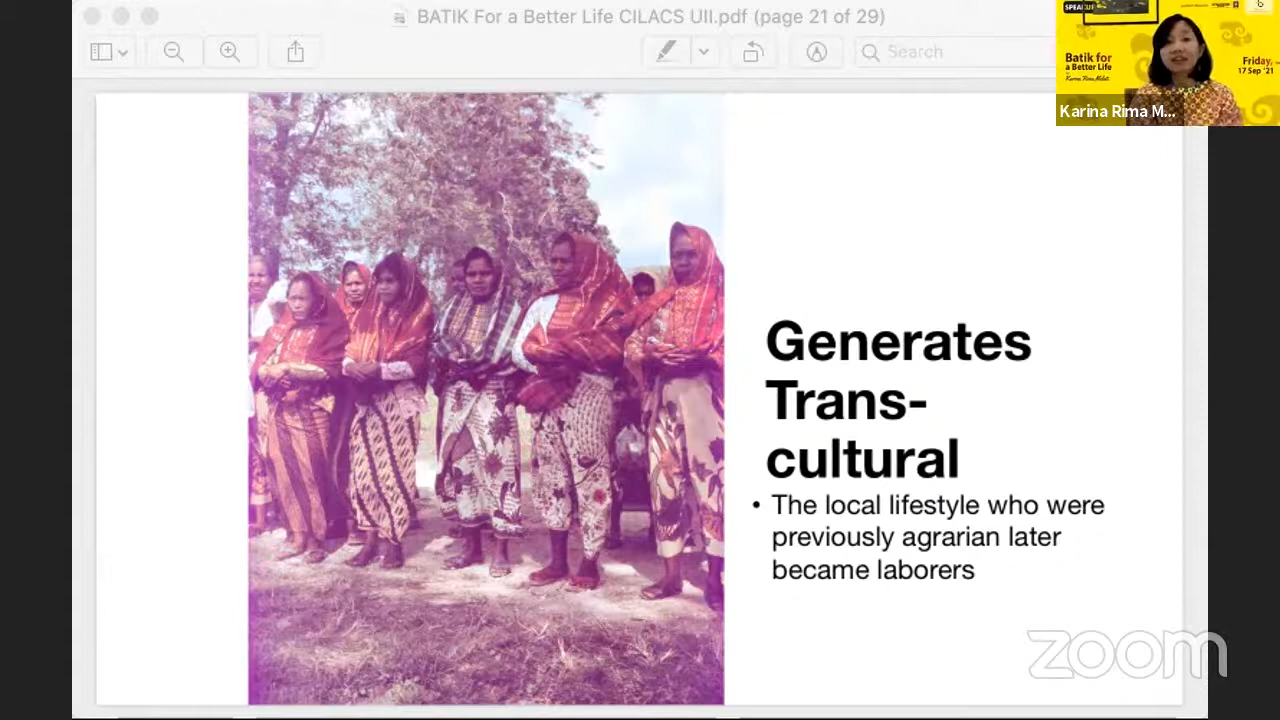 BATIK For a Better Life CILACS UII.pdf (page 21 of 29)
Search
SPEAK UP
Batik for
a Better Life
Karina Rima Melati
Friday,
17 Sep '21
Karina Rima M...
Generates
Trans-
cultural
• The local lifestyle who were
previously agrarian later
became laborers
zoom